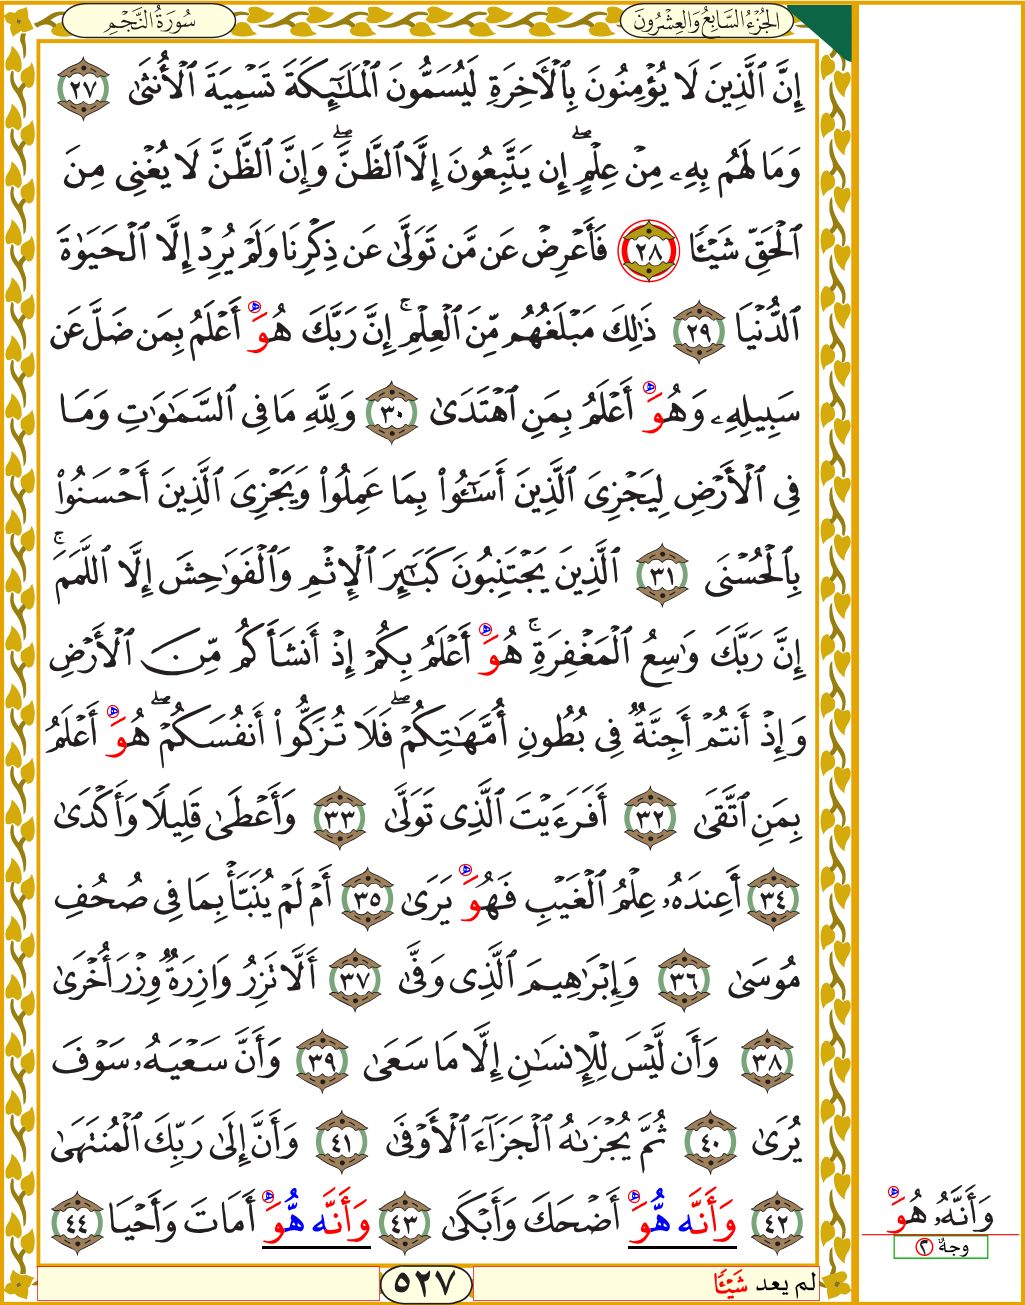 الجُزْءُ السَّابِعُ وَالعِشْرُونَ
سُورَةُ النَّجْمِ
إِنَّ ٱلَّذِينَ لَا يُؤْمِنُونَ بِٱلْأٓخِرَةِ لَيُسَمُّونَ ٱلْمَلَٰٓئِكَةَ تَسْمِيَةَ ٱلْأُنثَىٰ ٢٧
وَمَا لَهُم بِهِۦ مِنْ عِلْمٍ ۖ إِن يَتَّبِعُونَ إِلَّا ٱلظَّنَّ ۖ وَإِنَّ ٱلظَّنَّ لَا يُغْنِى مِنَ
ٱلْحَقِّ شَيْـًٔا ٢٨ فَأَعْرِضْ عَن مَّن تَوَلَّىٰ عَن ذِكْرِنَا وَلَمْ يُرِدْ إِلَّا ٱلْحَيَوٰةَ
ٱلدُّنْيَا ٢٩ ذَٰلِكَ مَبْلَغُهُم مِّنَ ٱلْعِلْمِ ۚ إِنَّ رَبَّكَ هُوَ أَعْلَمُ بِمَن ضَلَّ عَن
سَبِيلِهِۦ وَهُوَ أَعْلَمُ بِمَنِ ٱهْتَدَىٰ ٣٠ وَلِلَّهِ مَا فِى ٱلسَّمَٰوَٰتِ وَمَا
فِى ٱلْأَرْضِ لِيَجْزِىَ ٱلَّذِينَ أَسَٰٓـُٔوا۟ بِمَا عَمِلُوا۟ وَيَجْزِىَ ٱلَّذِينَ أَحْسَنُوا۟
بِٱلْحُسْنَى ٣١ ٱلَّذِينَ يَجْتَنِبُونَ كَبَٰٓئِرَ ٱلْإِثْمِ وَٱلْفَوَٰحِشَ إِلَّا ٱللَّمَمَ ۚ
إِنَّ رَبَّكَ وَٰسِعُ ٱلْمَغْفِرَةِ ۚ هُوَ أَعْلَمُ بِكُمْ إِذْ أَنشَأَكُم مِّنَ ٱلْأَرْضِ
وَإِذْ أَنتُمْ أَجِنَّةٌ فِى بُطُونِ أُمَّهَٰتِكُمْ ۖ فَلَا تُزَكُّوٓا۟ أَنفُسَكُمْ ۖ هُوَ أَعْلَمُ
بِمَنِ ٱتَّقَىٰ ٣٢ أَفَرَءَيْتَ ٱلَّذِى تَوَلَّىٰ ٣٣ وَأَعْطَىٰ قَلِيلًا وَأَكْدَىٰ
٣٤ أَعِندَهُۥ عِلْمُ ٱلْغَيْبِ فَهُوَ يَرَىٰ ٣٥ أَمْ لَمْ يُنَبَّأْ بِمَا فِى صُحُفِ
مُوسَىٰ ٣٦ وَإِبْرَٰهِيمَ ٱلَّذِى وَفَّىٰ ٣٧ أَلَّا تَزِرُ وَازِرَةٌ وِزْرَ أُخْرَىٰ
٣٨ وَأَن لَّيْسَ لِلْإِنسَٰنِ إِلَّا مَا سَعَىٰ ٣٩ وَأَنَّ سَعْيَهُۥ سَوْفَ
يُرَىٰ ٤٠ ثُمَّ يُجْزَىٰهُ ٱلْجَزَآءَ ٱلْأَوْفَىٰ ٤١ وَأَنَّ إِلَىٰ رَبِّكَ ٱلْمُنتَهَىٰ
٤٢ وَأَنَّه هُّوَ أَضْحَكَ وَأَبْكَىٰ ٤٣ وَأَنَّه هُّوَ أَمَاتَ وَأَحْيَا ٤٤
وَأَنَّهُۥ هُوَ
وجهٌ ٢
لم يعد شَيْـًٔا
٥٢٧